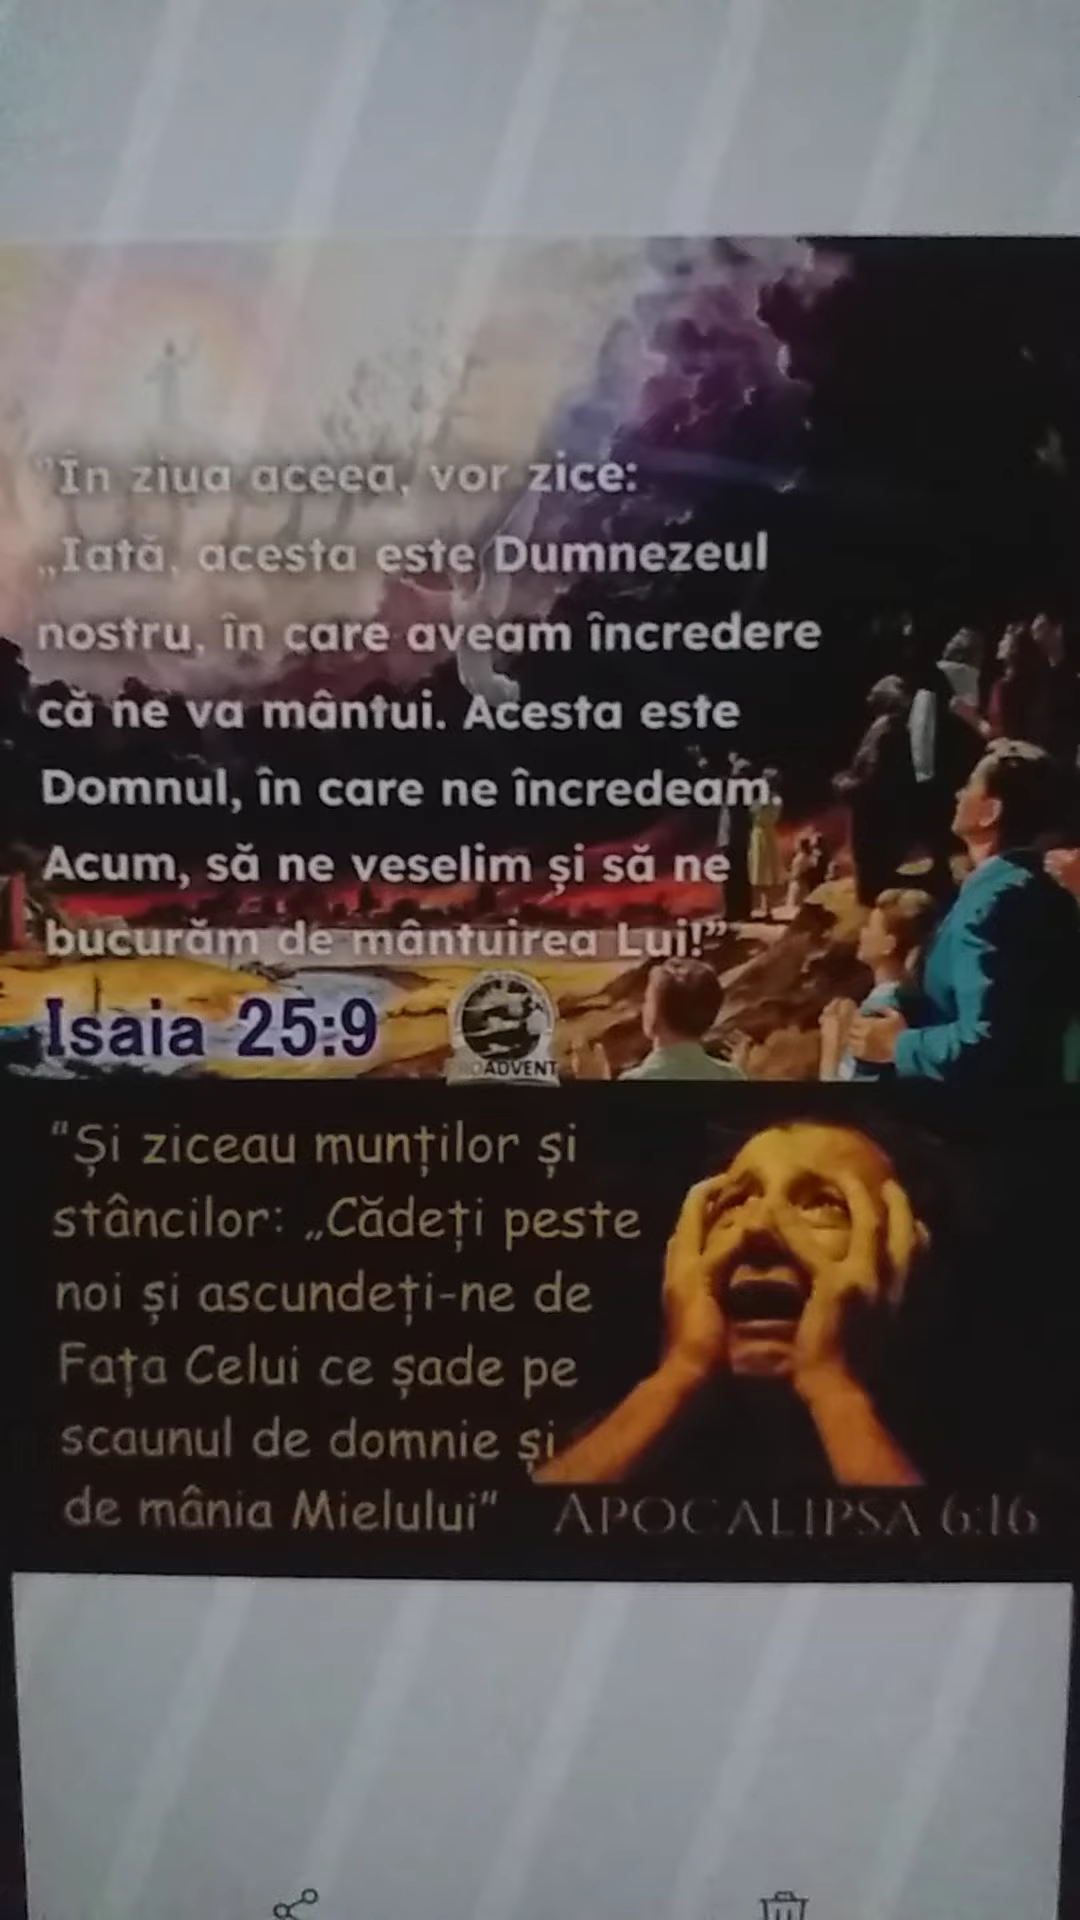 "În ziua aceea, vor zice:
„Iată, acesta este Dumnezeul
nostru, în care aveam încredere
că ne va mântui. Acesta este
Domnul, în care ne încredeam.
Acum, să ne veselim și să ne
bucurăm de mântuirea Lui!”
Isaia 25:9
ROADVENT
"Și ziceau munților și
stâncilor: „Cădeți peste
noi și ascundeți-ne de
Fața Celui ce șade pe
scaunul de domnie și
de mânia Mielului"
APOCALIPSA 6:16